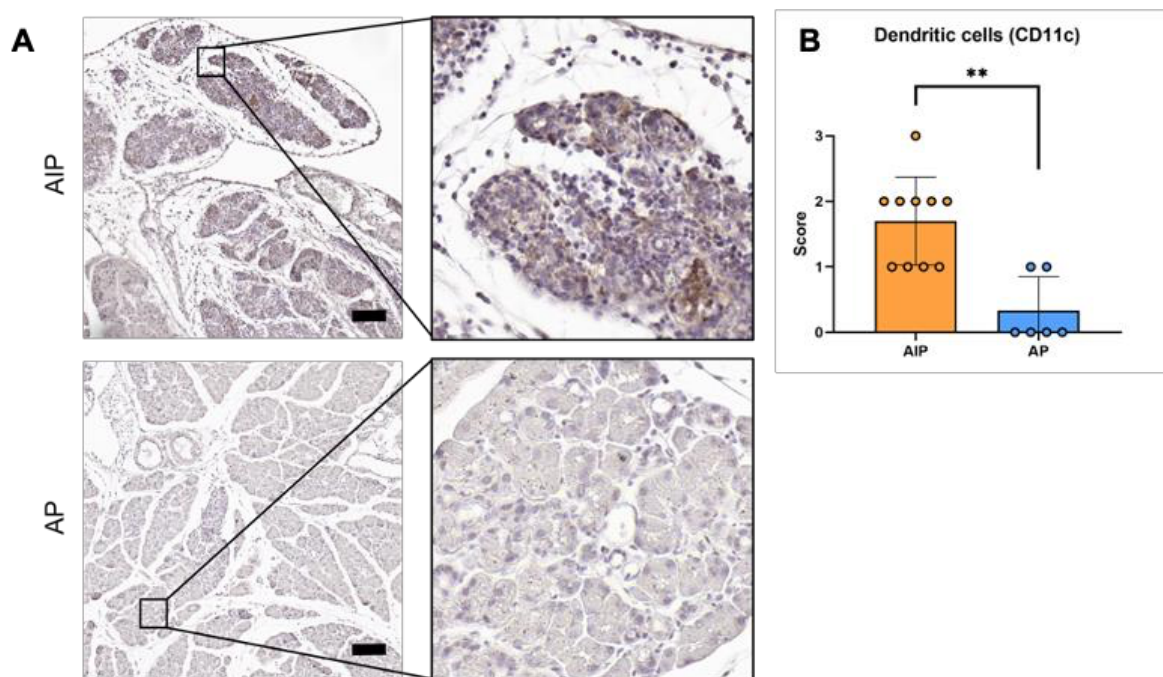 A
AIP
AP
B
Dendritic cells (CD11c)
**
3
2
1
0
Score
AIP
AP